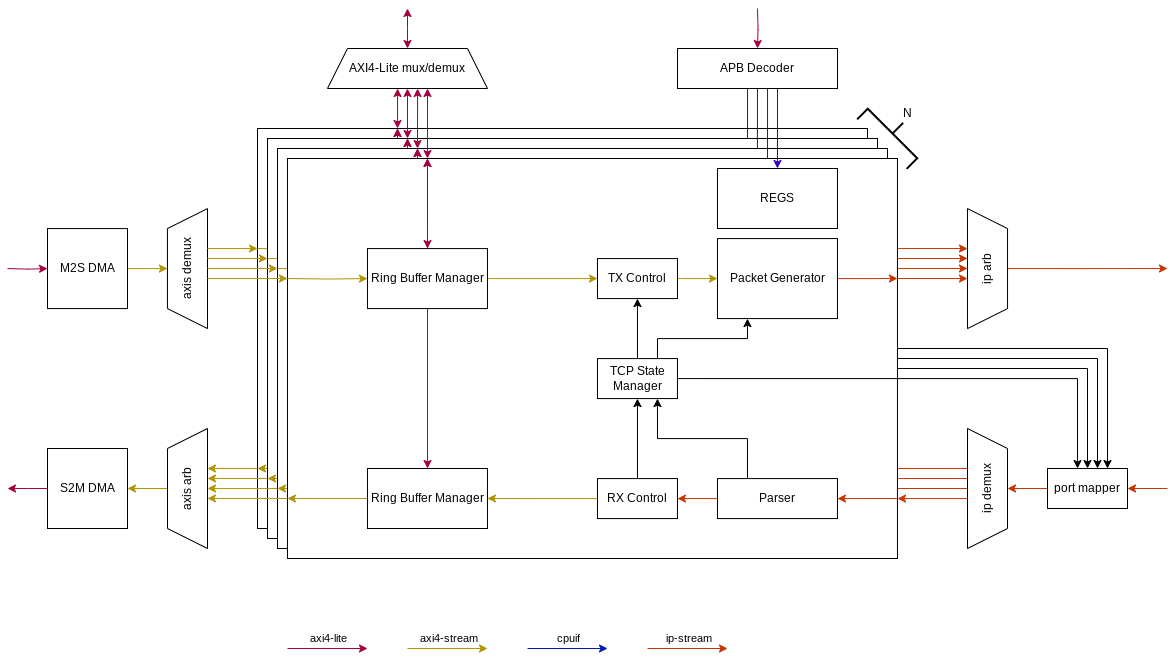 AXI4-Lite mux/demux
APB Decoder
N
REGS
M2S DMA
axis demux
Ring Buffer Manager
TX Control
Packet Generator
ip arb
TCP State
Manager
S2M DMA
axis arb
Ring Buffer Manager
RX Control
Parser
ip demux
port mapper
axi4-lite
axi4-stream
cpuif
ip-stream